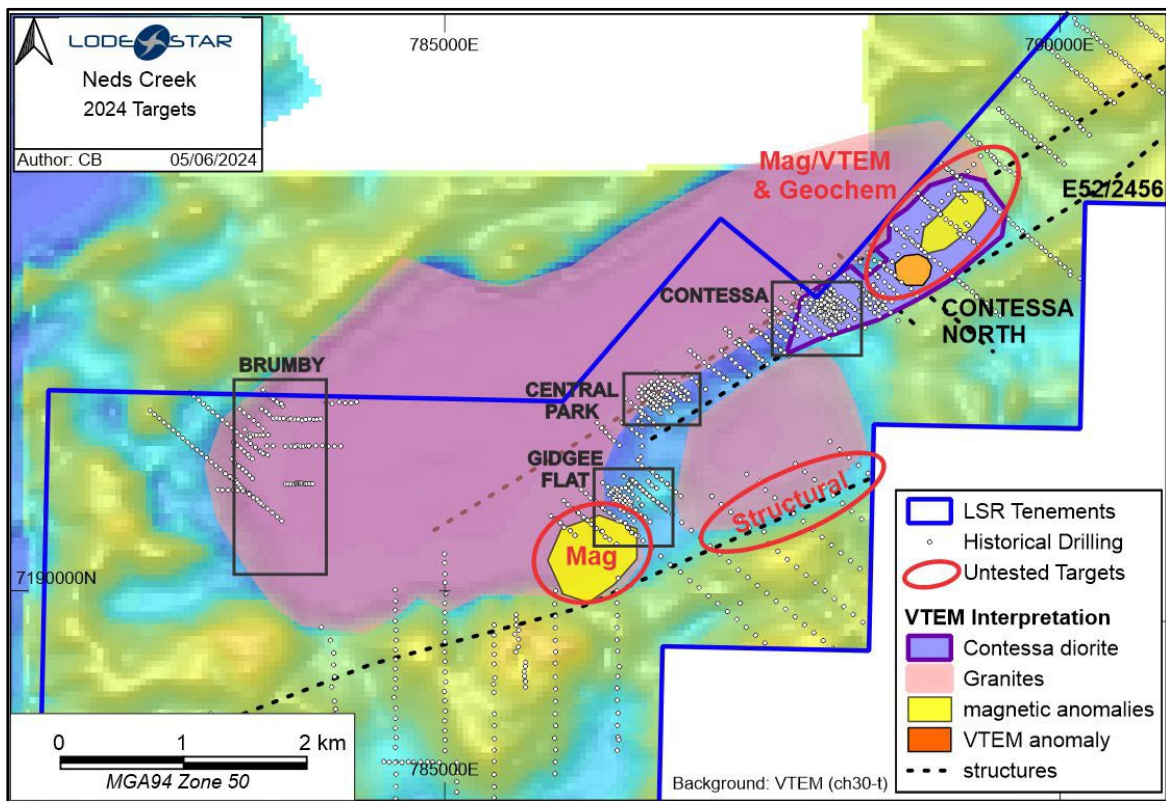 LODESTAR
Neds Creek
2024 Targets
Author: CB 05/06/2024
785000E
790000E
Mag/VTEM
& Geochem
E52/2456
CONTESSA
CONTESSA
NORTH
BRUMBY
CENTRAL
PARK
GIDGEE
FLAT
Structural
Mag
7190000N
LSR Tenements
Historical Drilling
Untested Targets
VTEM Interpretation
Contessa diorite
Granites
magnetic anomalies
VTEM anomaly
structures
0 1 2 km
MGA94 Zone 50
785000E
Background: VTEM (ch30-t)